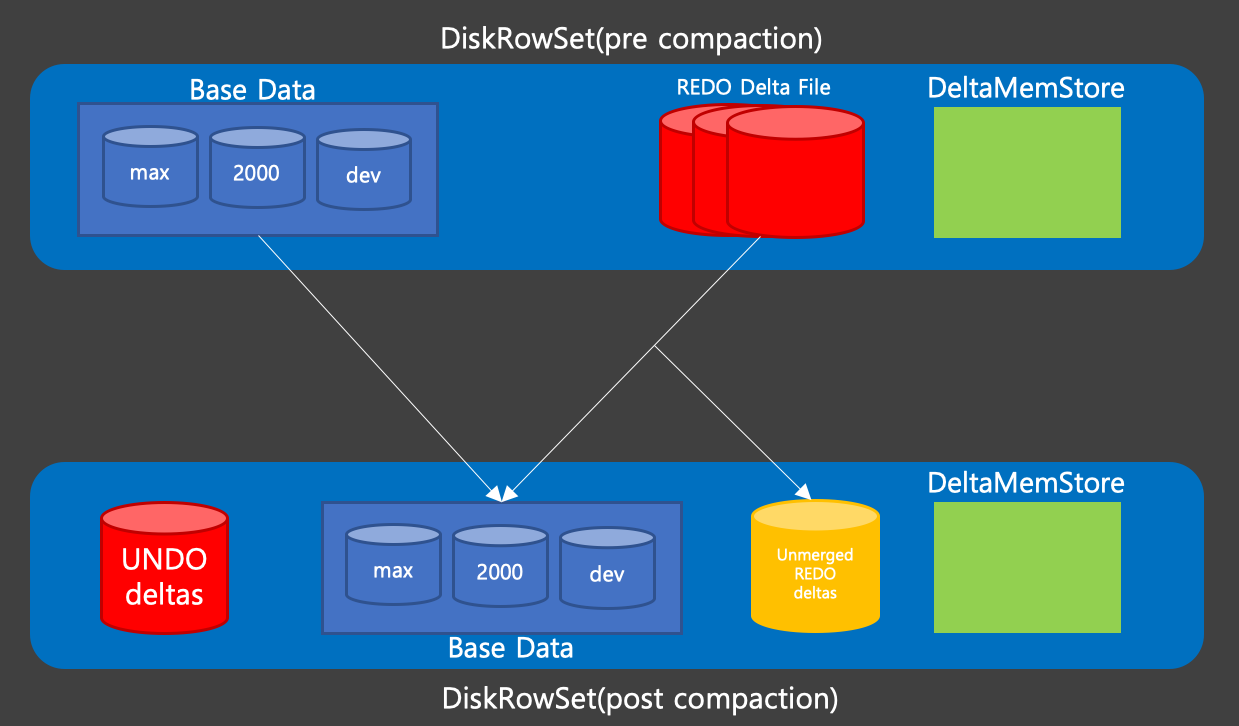 DiskRowSet(pre compaction)
Base Data
REDO Delta File
DeltaMemStore
max
2000
dev
DeltaMemStore
UNDO
deltas
max
2000
dev
Unmerged
REDO
deltas
Base Data
DiskRowSet(post compaction)